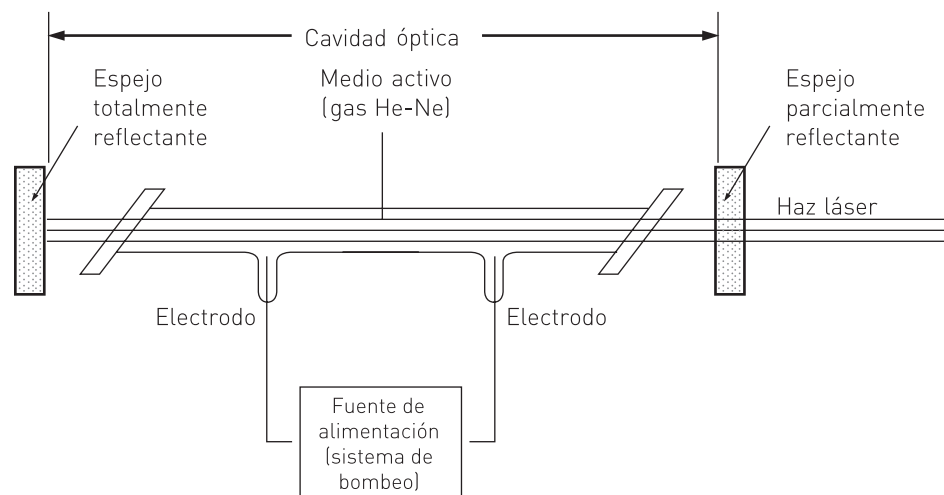 Cavidad óptica
Espejo
totalmente
reflectante
Medio activo
(gas He-Ne)
Espejo
parcialmente
reflectante
Haz láser
Electrodo
Electrodo
Fuente de
alimentación
(sistema de
bombeo)